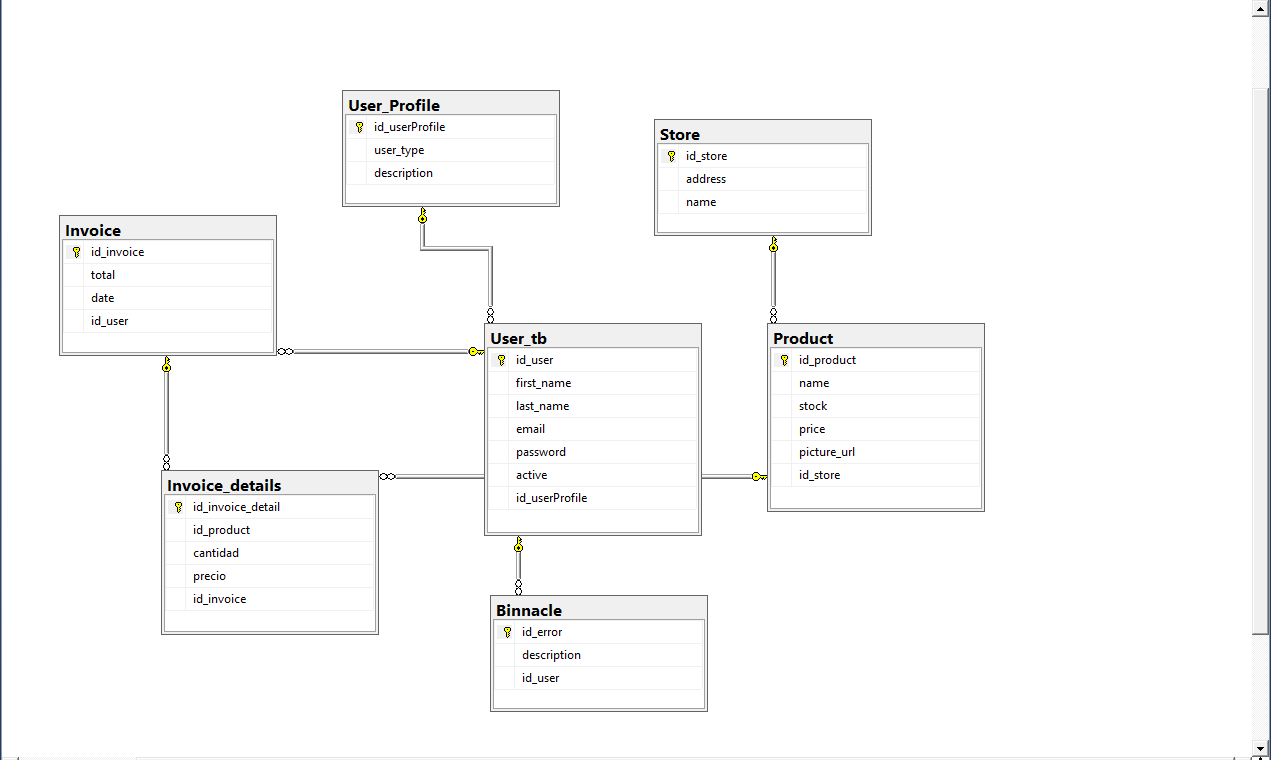 User_Profile
id_userProfile
user_type
description
Store
id_store
address
name
Invoice
id_invoice
total
date
id_user
User_tb
id_user
first_name
last_name
email
password
active
id_userProfile
Product
id_product
name
stock
price
picture_url
id_store
Invoice_details
id_invoice_detail
id_product
cantidad
precio
id_invoice
Binnacle
id_error
description
id_user